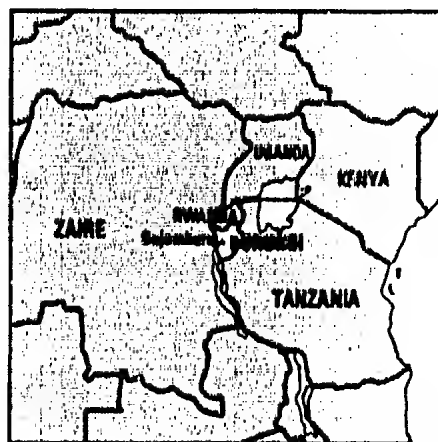 UGANDA
KENYA
RWANDA
ZAIRE
Bujumbura
BURUNDI
TANZANIA